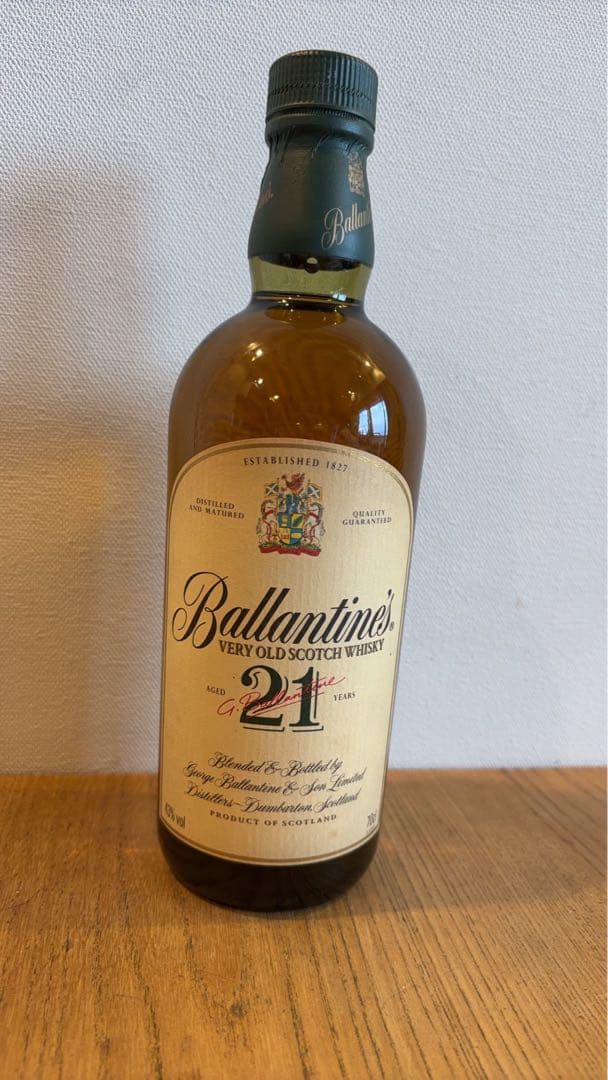 ESTABLISHED 1827
DISTILLED
AND MATURED
QUALITY
GUARANTEED
Ballantine's®
VERY OLD SCOTCH WHISKY
AGED
21
YEARS
G. Ballantine
Blended & Bottled by
George Ballantine & Son Limited
Distillers - Dumbarton, Scotland
PRODUCT OF SCOTLAND
43% vol
70cl